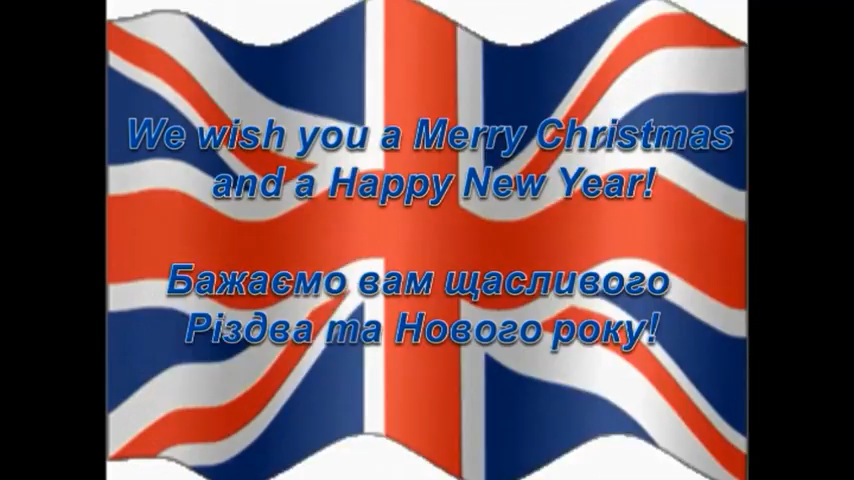 We wish you a Merry Christmas
and a Happy New Year!
Бажаємо вам щасливого
Різдва та Нового року!